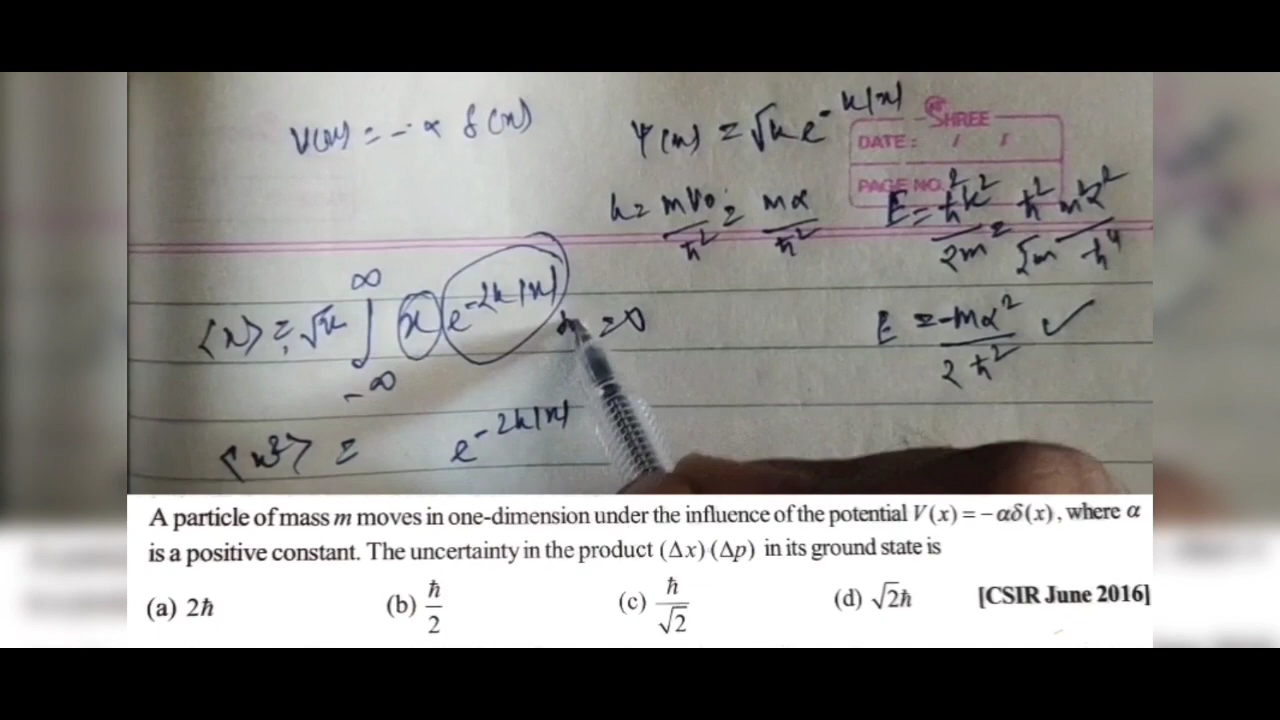 V(x) = -α δ(x)
ψ(x) = √k e^{-k|x|}
SHREE
DATE: / /
PAGE NO.
k = mV₀/ħ² = mα/ħ²
E = ħ²k²/2m = ħ²/2m m²α²/ħ⁴
⟨x⟩ = √k ∫_{-∞}^{∞} x e^{-2k|x|} = 0
E = -mα²/2ħ² ✓
⟨x²⟩ = e^{-2k|x|}
A particle of mass m moves in one-dimension under the influence of the potential V(x) = -αδ(x), where α
is a positive constant. The uncertainty in the product (Δx)(Δp) in its ground state is
(a) 2ħ (b) ħ/2 (c) ħ/√2 (d) √2ħ [CSIR June 2016]